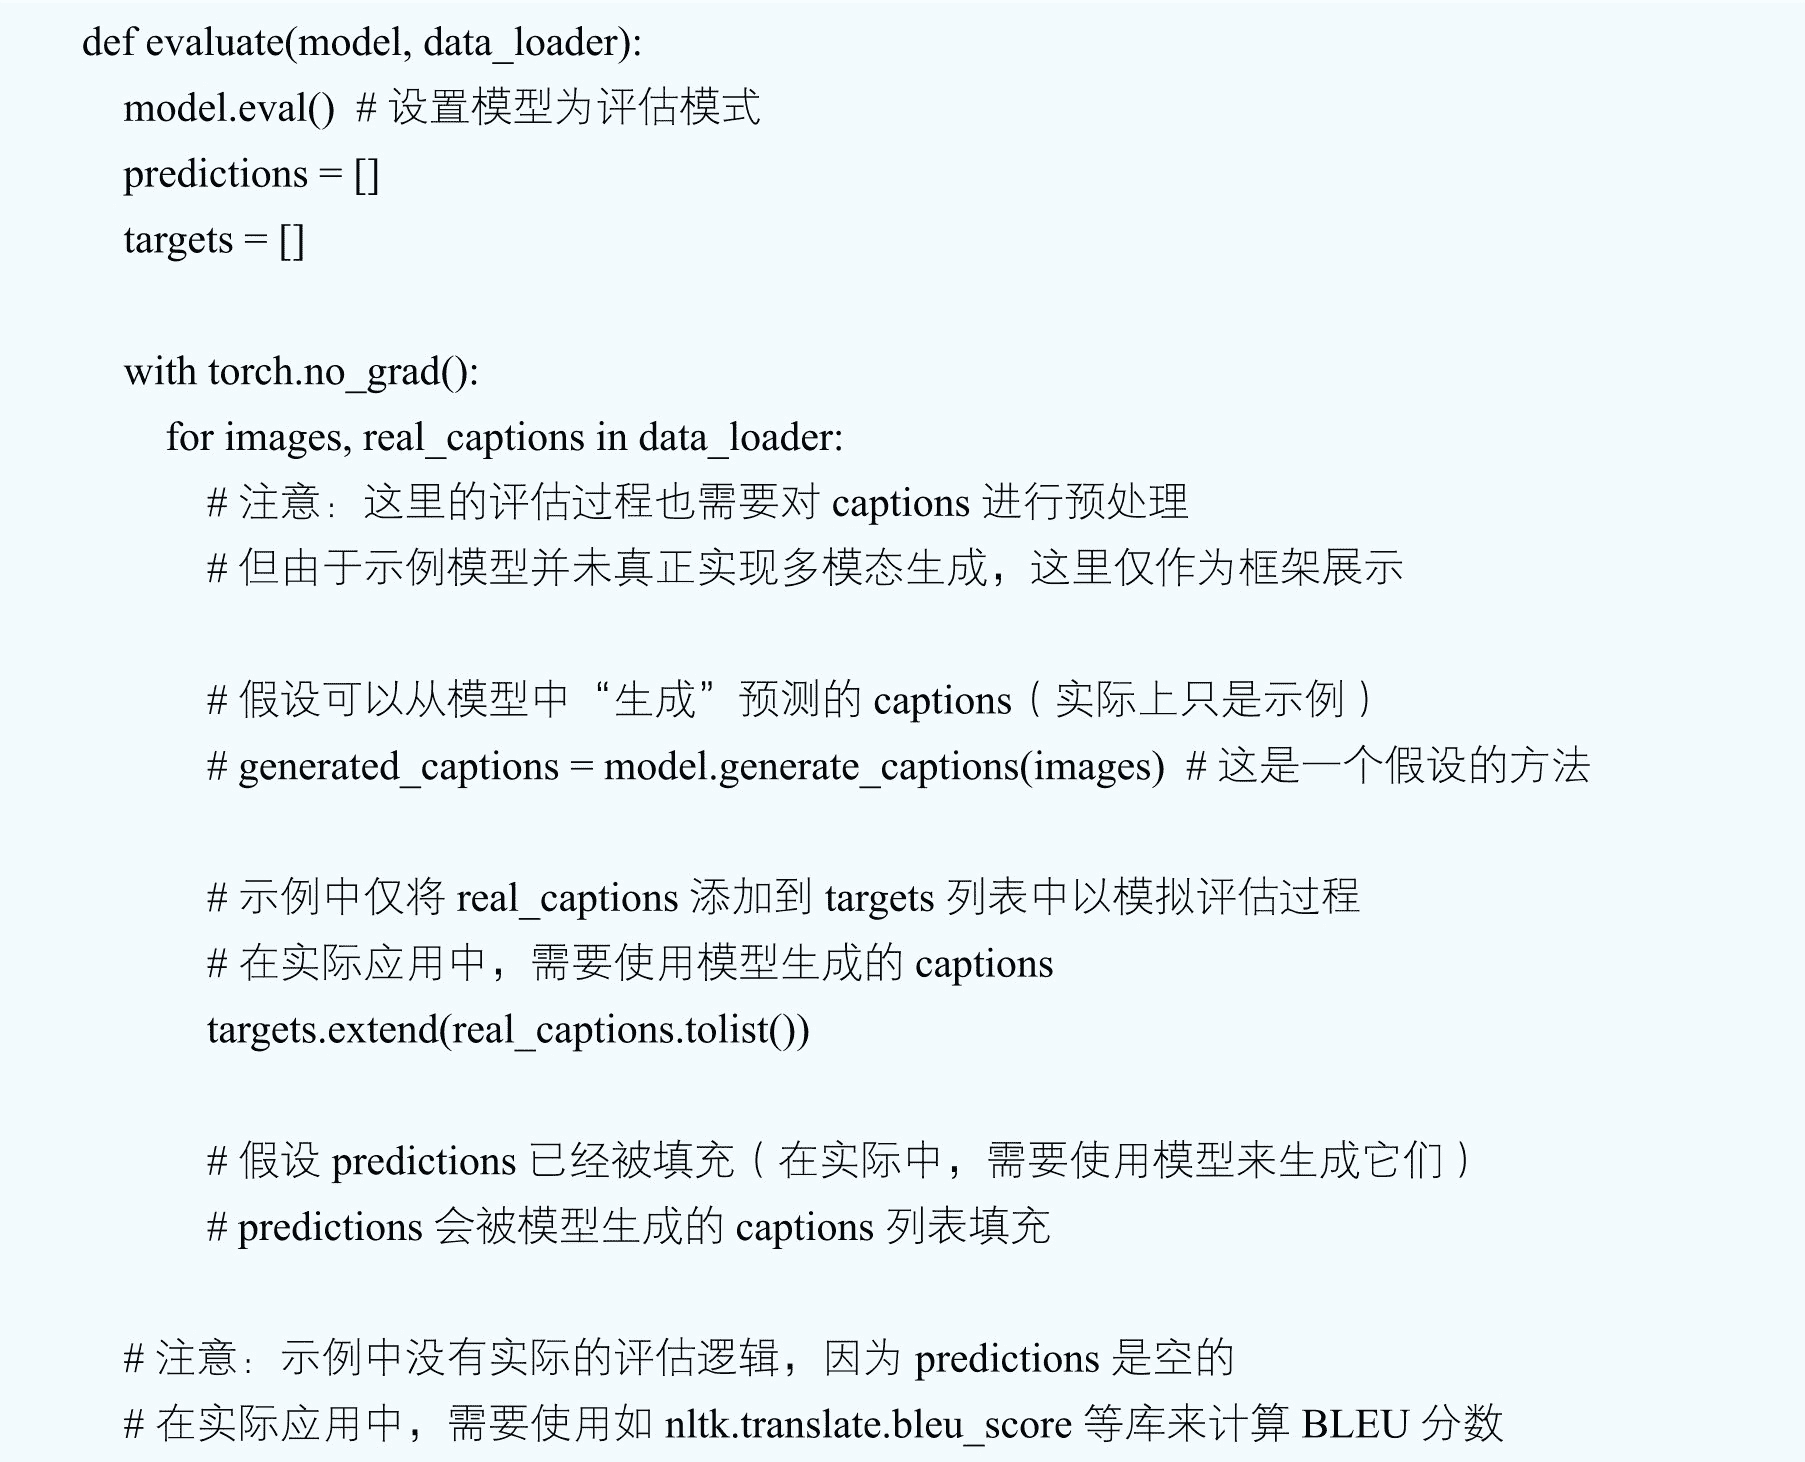 def evaluate(model, data_loader):
model.eval()  # 设置模型为评估模式
predictions = []
targets = []
with torch.no_grad():
for images, real_captions in data_loader:
# 注意：这里的评估过程也需要对 captions 进行预处理
# 但由于示例模型并未真正实现多模态生成，这里仅作为框架展示
# 假设可以从模型中“生成”预测的 captions（实际上只是示例）
# generated_captions = model.generate_captions(images)  # 这是一个假设的方法
# 示例中仅将 real_captions 添加到 targets 列表中以模拟评估过程
# 在实际应用中，需要使用模型生成的 captions
targets.extend(real_captions.tolist())
# 假设 predictions 已经被填充（在实际中，需要使用模型来生成它们）
# predictions 会被模型生成的 captions 列表填充
# 注意：示例中没有实际的评估逻辑，因为 predictions 是空的
# 在实际应用中，需要使用如 nltk.translate.bleu_score 等库来计算 BLEU 分数